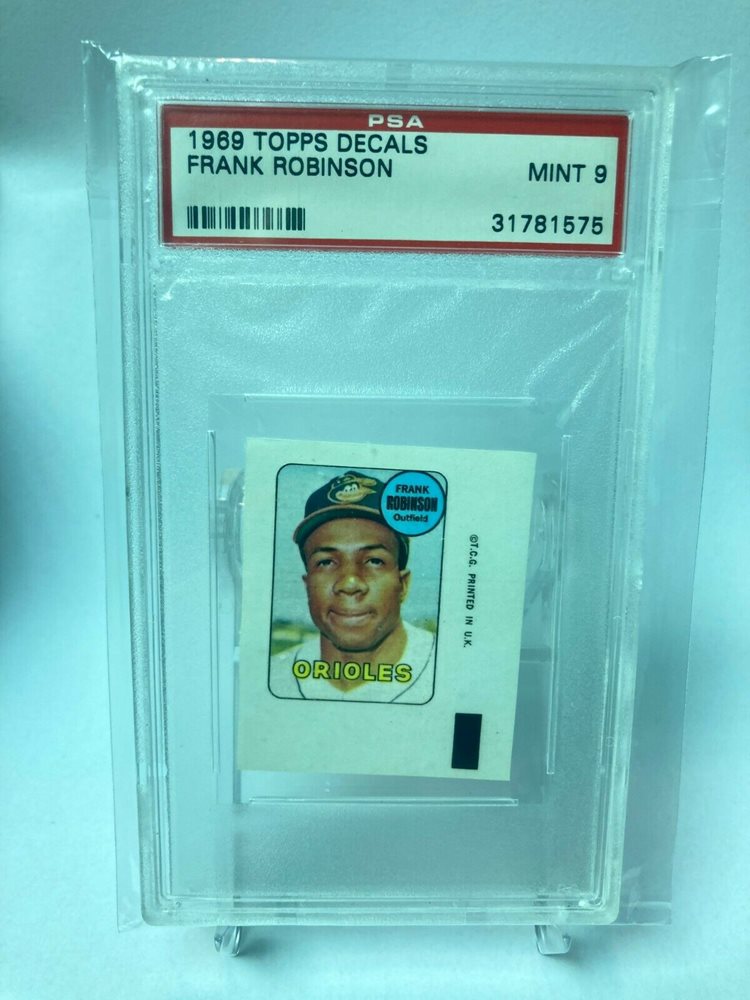 PSA
1969 TOPPS DECALS
FRANK ROBINSON
MINT 9
31781575
FRANK
ROBINSON
Outfield
©T.C.G. PRINTED IN U.K.
ORIOLES